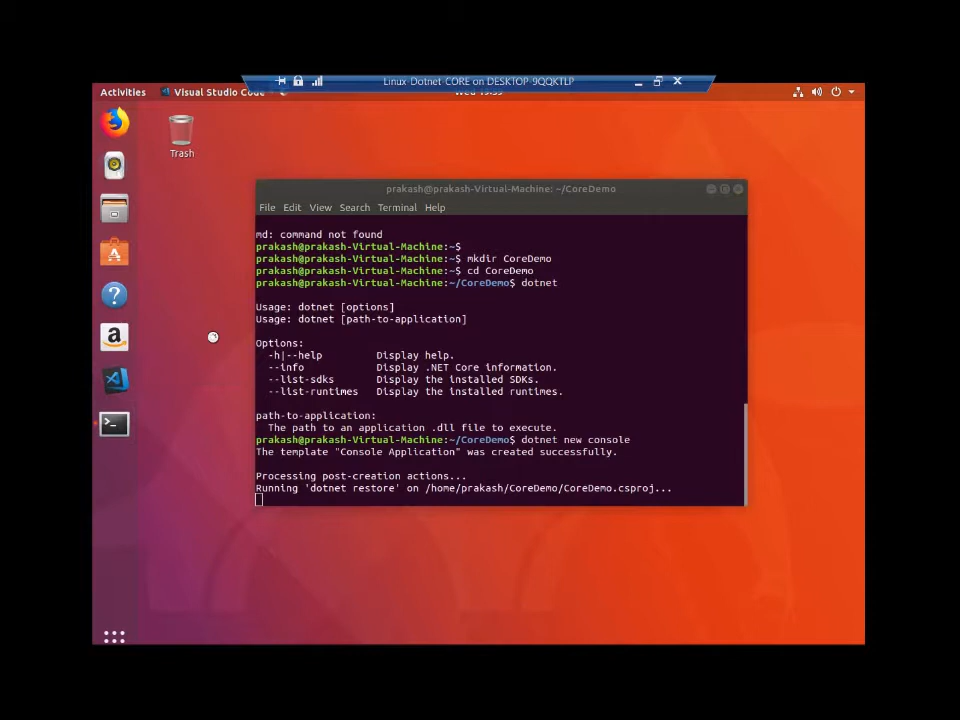 Linux-Dotnet-CORE on DESKTOP-9QQKTLP
Activities
Visual Studio Code
Trash
prakash@prakash-Virtual-Machine: ~/CoreDemo
File Edit View Search Terminal Help
md: command not found
prakash@prakash-Virtual-Machine:~$
prakash@prakash-Virtual-Machine:~$ mkdir CoreDemo
prakash@prakash-Virtual-Machine:~$ cd CoreDemo
prakash@prakash-Virtual-Machine:~/CoreDemo$ dotnet
Usage: dotnet [options]
Usage: dotnet [path-to-application]
Options:
-h|--help Display help.
--info Display .NET Core information.
--list-sdks Display the installed SDKs.
--list-runtimes Display the installed runtimes.
path-to-application:
The path to an application .dll file to execute.
prakash@prakash-Virtual-Machine:~/CoreDemo$ dotnet new console
The template "Console Application" was created successfully.
Processing post-creation actions...
Running 'dotnet restore' on /home/prakash/CoreDemo/CoreDemo.csproj...